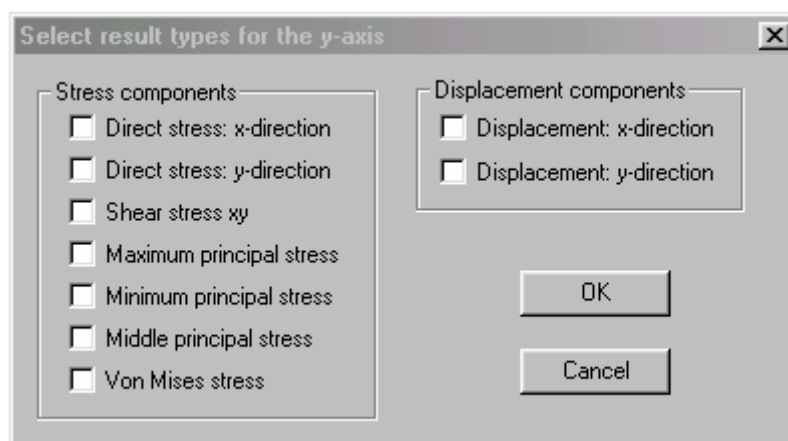 Select result types for the y-axis
Stress components
Direct stress: x-direction
Direct stress: y-direction
Shear stress xy
Maximum principal stress
Minimum principal stress
Middle principal stress
Von Mises stress
Displacement components
Displacement: x-direction
Displacement: y-direction
OK
Cancel